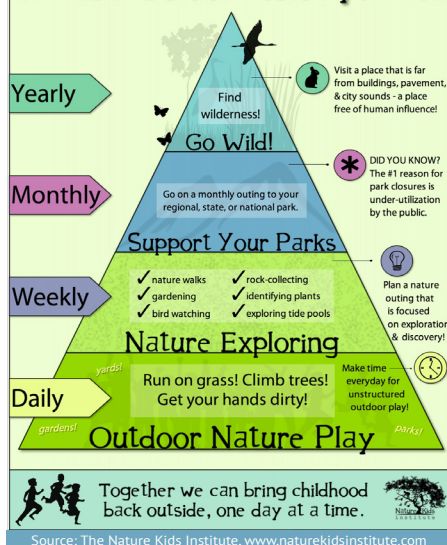 Yearly
Find
wilderness!
Go Wild!
Visit a place that is far
from buildings, pavement,
& city sounds - a place
free of human influence!
Monthly
Go on a monthly outing to your
regional, state, or national park.
Support Your Parks
DID YOU KNOW?
The #1 reason for
park closures is
under-utilization
by the public.
Weekly
✓ nature walks
✓ gardening
✓ bird watching
✓ rock-collecting
✓ identifying plants
✓ exploring tide pools
Nature Exploring
Plan a nature
outing that
is focused
on exploration
& discovery!
Daily
yards!
Run on grass! Climb trees!
Get your hands dirty!
Make time
everyday for
unstructured
outdoor play!
gardens!
parks!
Outdoor Nature Play
Together we can bring childhood
back outside, one day at a time.
Nature Kids
Institute
Source: The Nature Kids Institute, www.naturekidsinstitute.com